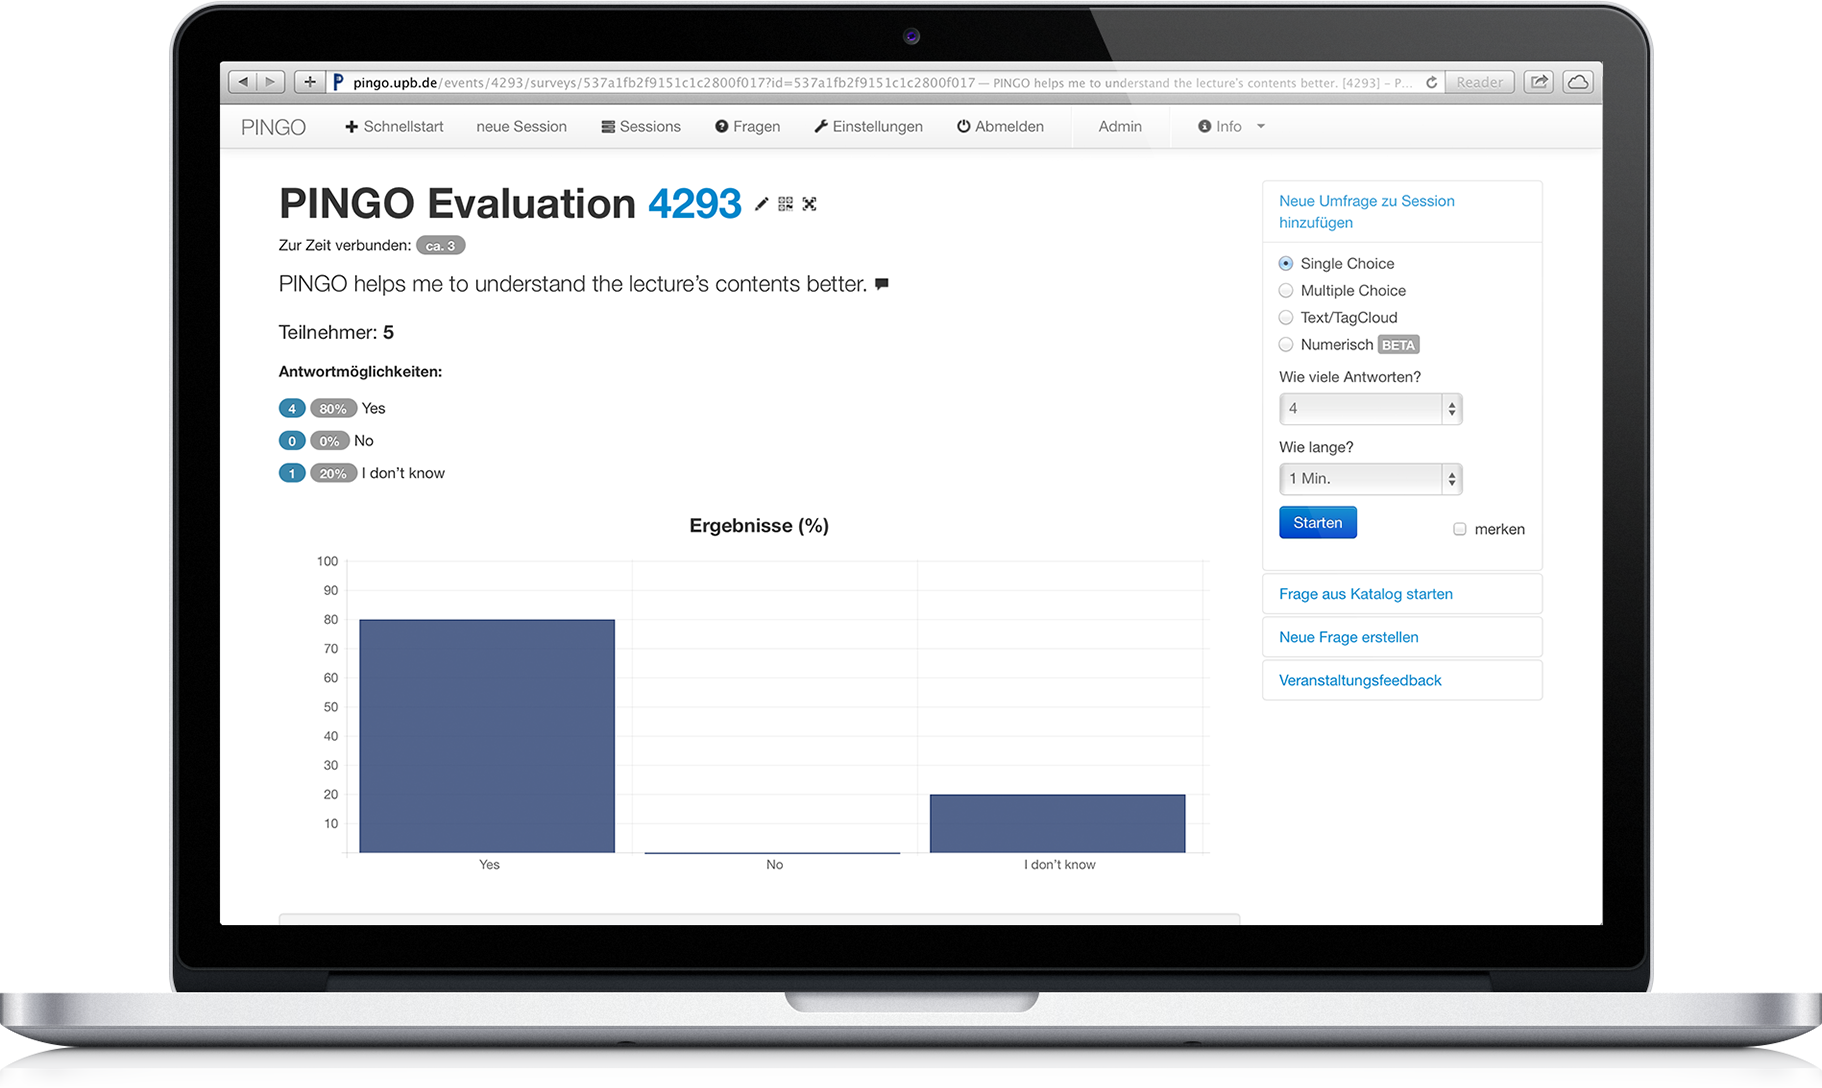 pingo.upb.de/events/4293/surveys/537a1fb2f9151c1c2800f017?id=537a1fb2f9151c1c2800f017 — PINGO helps me to understand the lecture's contents better. [4293] – P... Reader
PINGO Schnellstart neue Session Sessions Fragen Einstellungen Abmelden Admin Info
PINGO Evaluation 4293
Zur Zeit verbunden: ca. 3
PINGO helps me to understand the lecture's contents better.
Teilnehmer: 5
Antwortmöglichkeiten:
4 80% Yes
0 0% No
1 20% I don't know
Ergebnisse (%)
100
90
80
70
60
50
40
30
20
10
Yes No I don't know
Neue Umfrage zu Session
hinzufügen
Single Choice
Multiple Choice
Text/TagCloud
Numerisch BETA
Wie viele Antworten?
4
Wie lange?
1 Min.
Starten merken
Frage aus Katalog starten
Neue Frage erstellen
Veranstaltungsfeedback